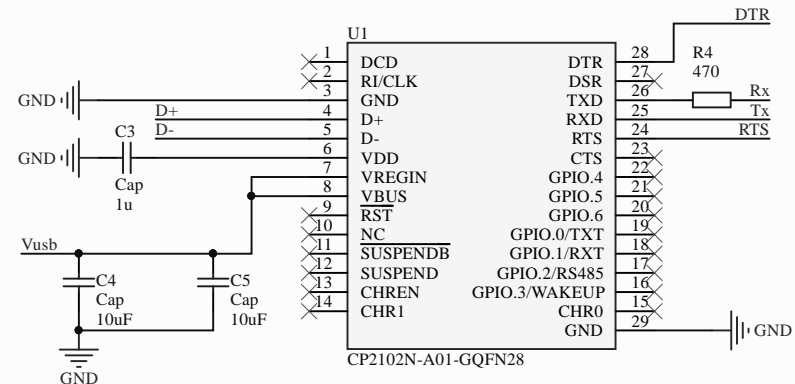 DTR
U1
1 DCD DTR 28
R4
470
2 RI/CLK DSR 27
GND 3 GND TXD 26 Rx
D+ 4 D+ RXD 25 Tx
D- 5 D- RTS 24 RTS
C3
Cap
1u
GND 6 VDD CTS 23
7 VREGIN GPIO.4 22
8 VBUS GPIO.5 21
9 RST GPIO.6 20
10 NC GPIO.0/TXT 19
Vusb
11 SUSPENDB GPIO.1/RXT 18
12 SUSPEND GPIO.2/RS485 17
13 CHREN GPIO.3/WAKEUP 16
14 CHR1 CHR0 15
GND 29 GND
C4
Cap
10uF
C5
Cap
10uF
GND
CP2102N-A01-GQFN28